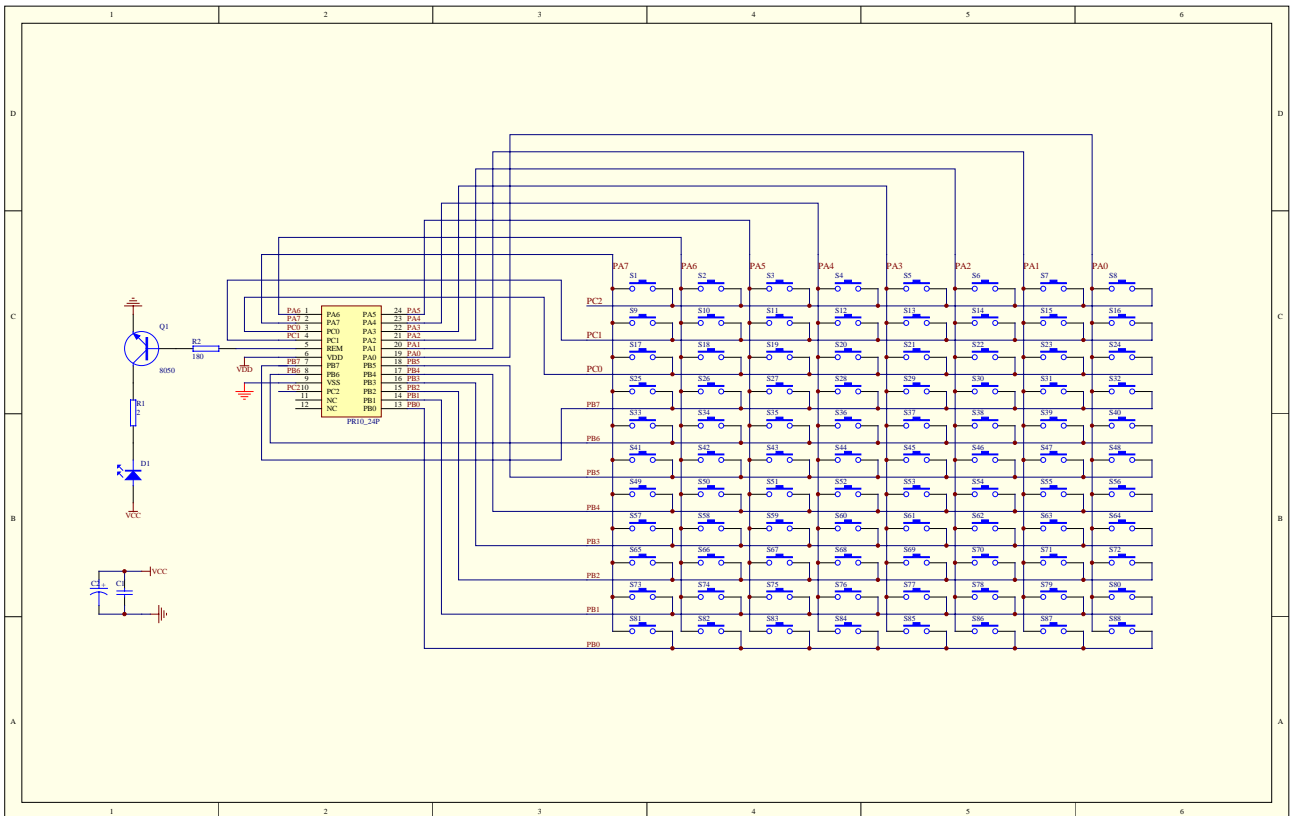 1 2 3 4 5 6
D D
PA7 PA6 PA5 PA4 PA3 PA2 PA1 PA0
S1 S2 S3 S4 S5 S6 S7 S8
PC2
S9 S10 S11 S12 S13 S14 S15 S16
PC1
S17 S18 S19 S20 S21 S22 S23 S24
PC0
S25 S26 S27 S28 S29 S30 S31 S32
PB7
S33 S34 S35 S36 S37 S38 S39 S40
PB6
S41 S42 S43 S44 S45 S46 S47 S48
PB5
S49 S50 S51 S52 S53 S54 S55 S56
PB4
S57 S58 S59 S60 S61 S62 S63 S64
PB3
S65 S66 S67 S68 S69 S70 S71 S72
PB2
S73 S74 S75 S76 S77 S78 S79 S80
PB1
S81 S82 S83 S84 S85 S86 S87 S88
PB0
C C
PA6 1 PA6 PA5 24 PA5
PA7 2 PA7 PA4 23 PA4
PC0 3 PC0 PA3 22 PA3
PC1 4 PC1 PA2 21 PA2
5 REM PA1 20 PA1
6 VDD PA0 19 PA0
PB7 7 PB7 PB5 18 PB5
PB6 8 PB6 PB4 17 PB4
9 VSS PB3 16 PB3
PC2 10 PC2 PB2 15 PB2
11 NC PB1 14 PB1
12 NC PB0 13 PB0
PR10_24P
VDD
Q1
8050
R2
180
R1
2
D1
VCC
B B
C2 + C1
VCC
A A
1 2 3 4 5 6